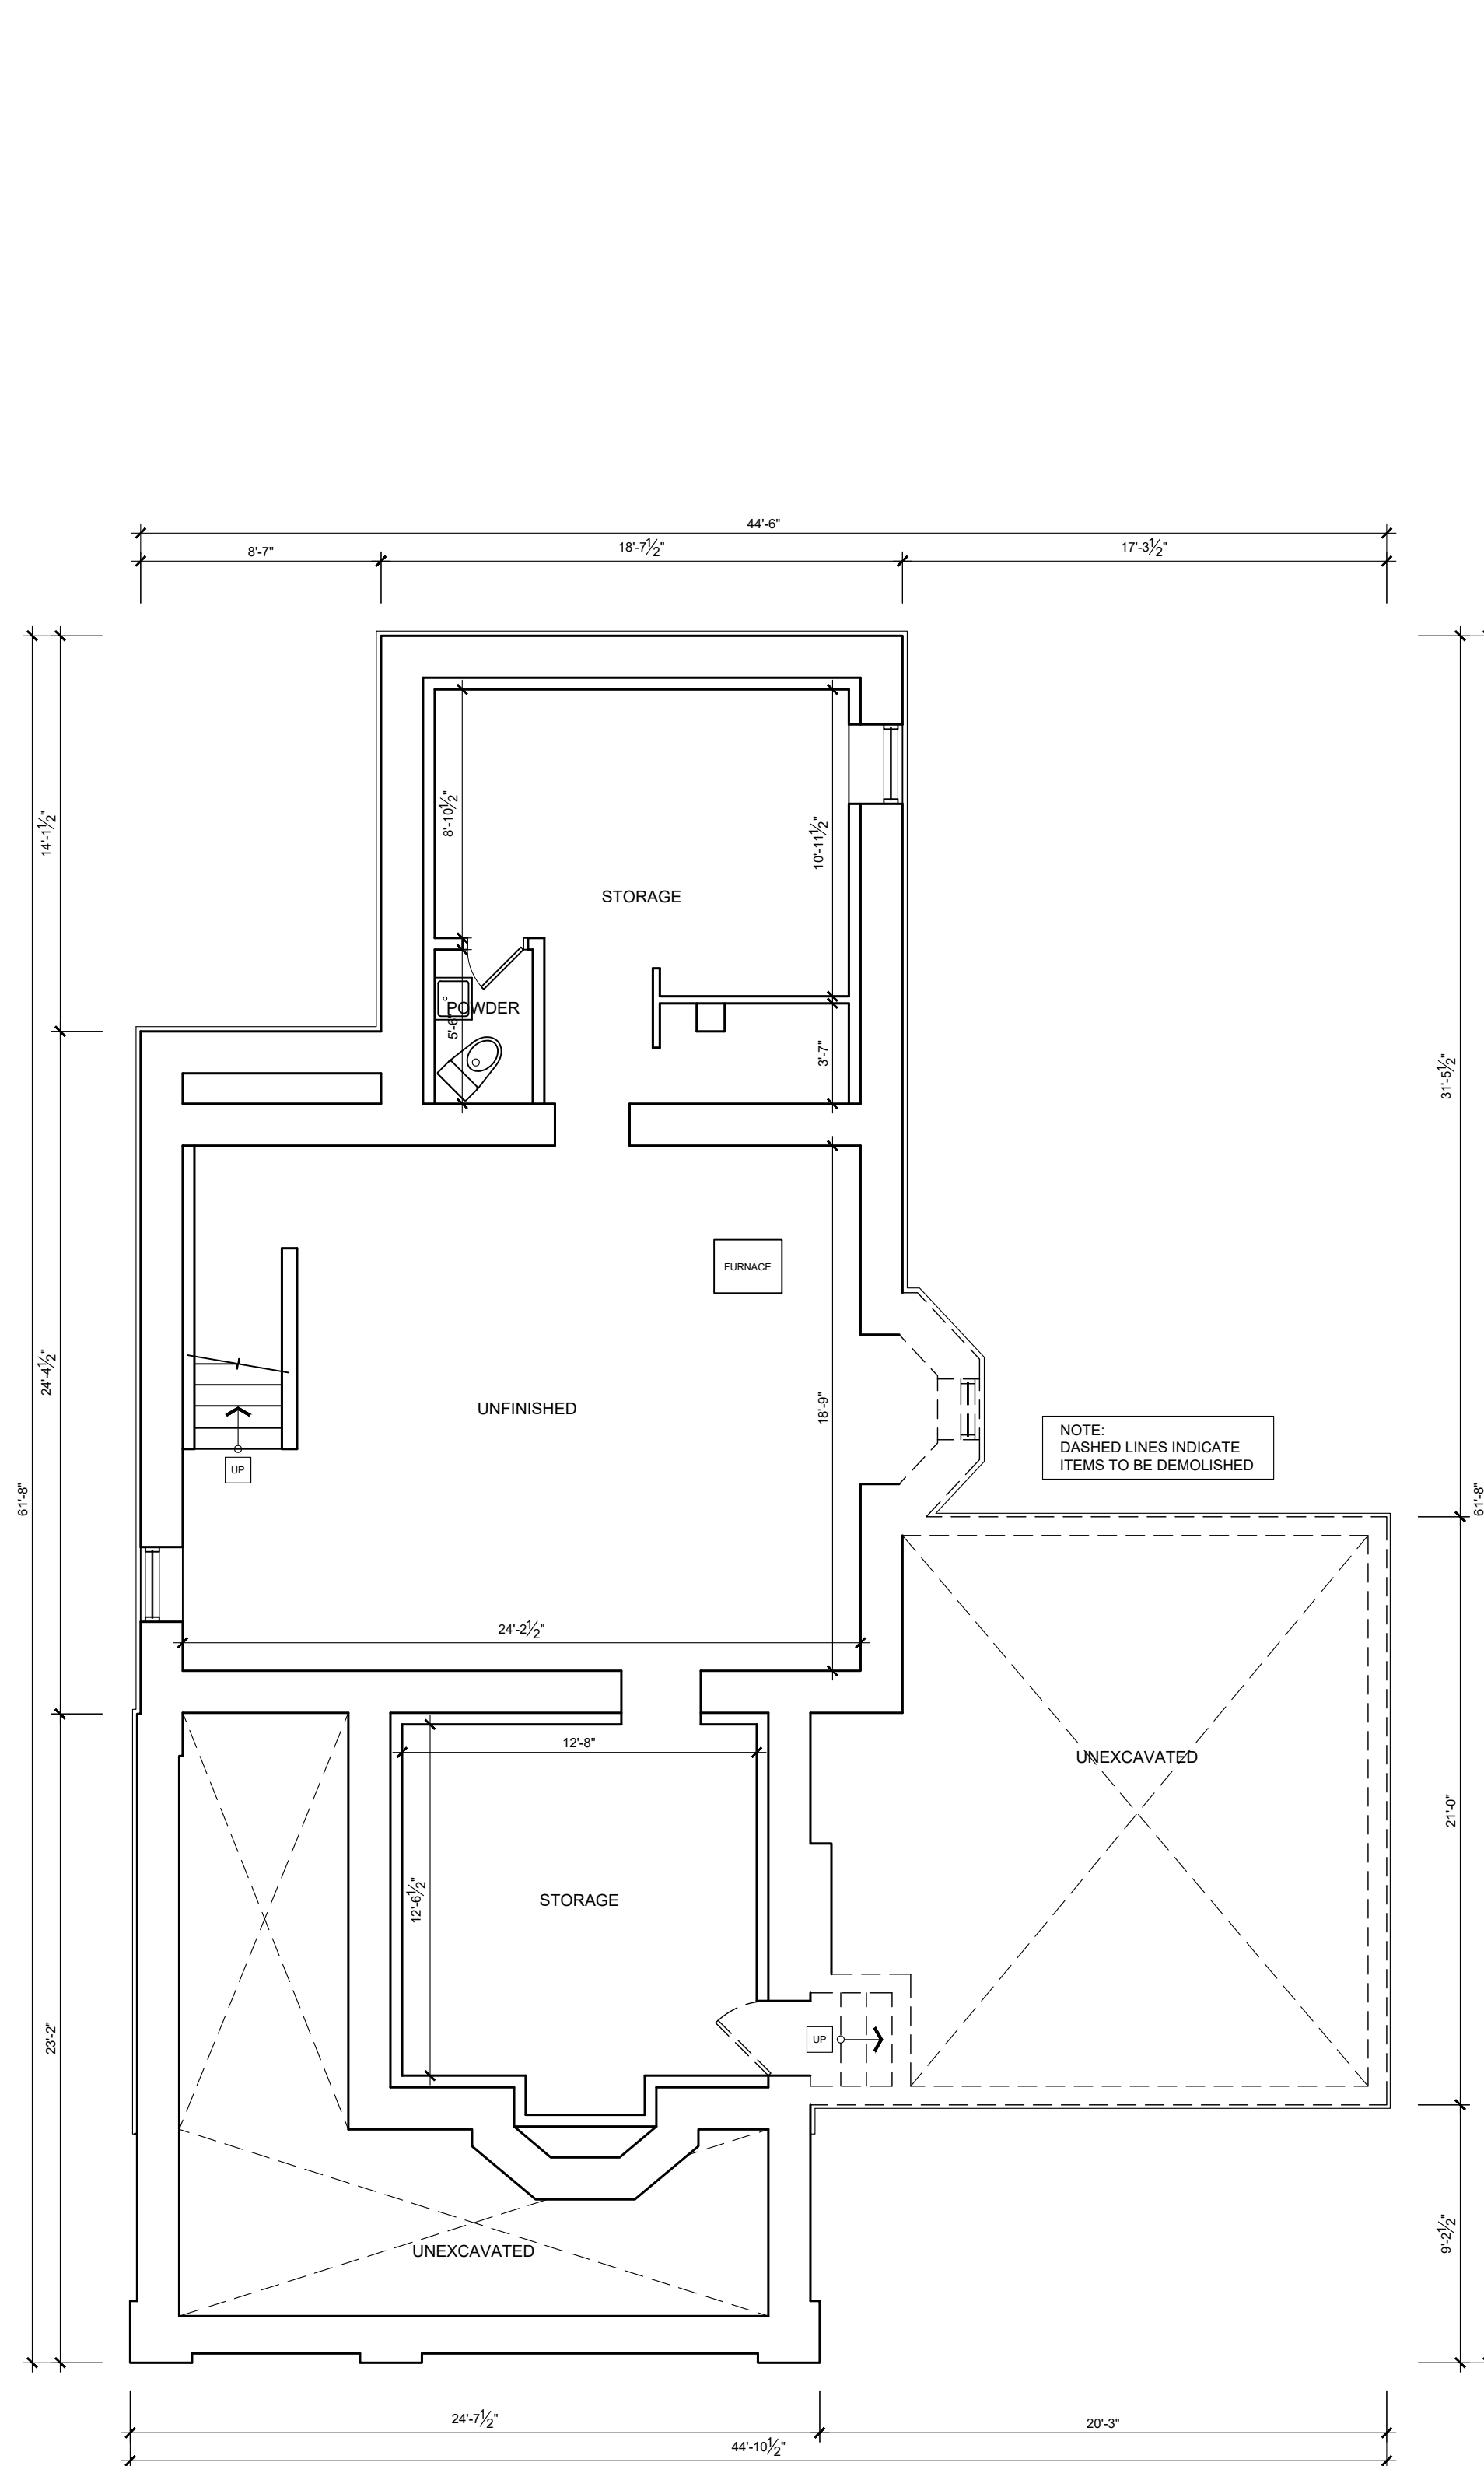 44'-6"
8'-7"
18'-7½"
17'-3½"
14'-1½"
8'-10½"
10'-11½"
STORAGE
POWDER
5'-6"
3'-7"
31'-5½"
FURNACE
24'-4½"
UNFINISHED
18'-9"
NOTE:
DASHED LINES INDICATE
ITEMS TO BE DEMOLISHED
UP
61'-8"
61'-8"
24'-2½"
12'-8"
UNEXCAVATED
21'-0"
12'-6½"
STORAGE
23'-2"
UP
9'-2½"
UNEXCAVATED
24'-7½"
20'-3"
44'-10½"